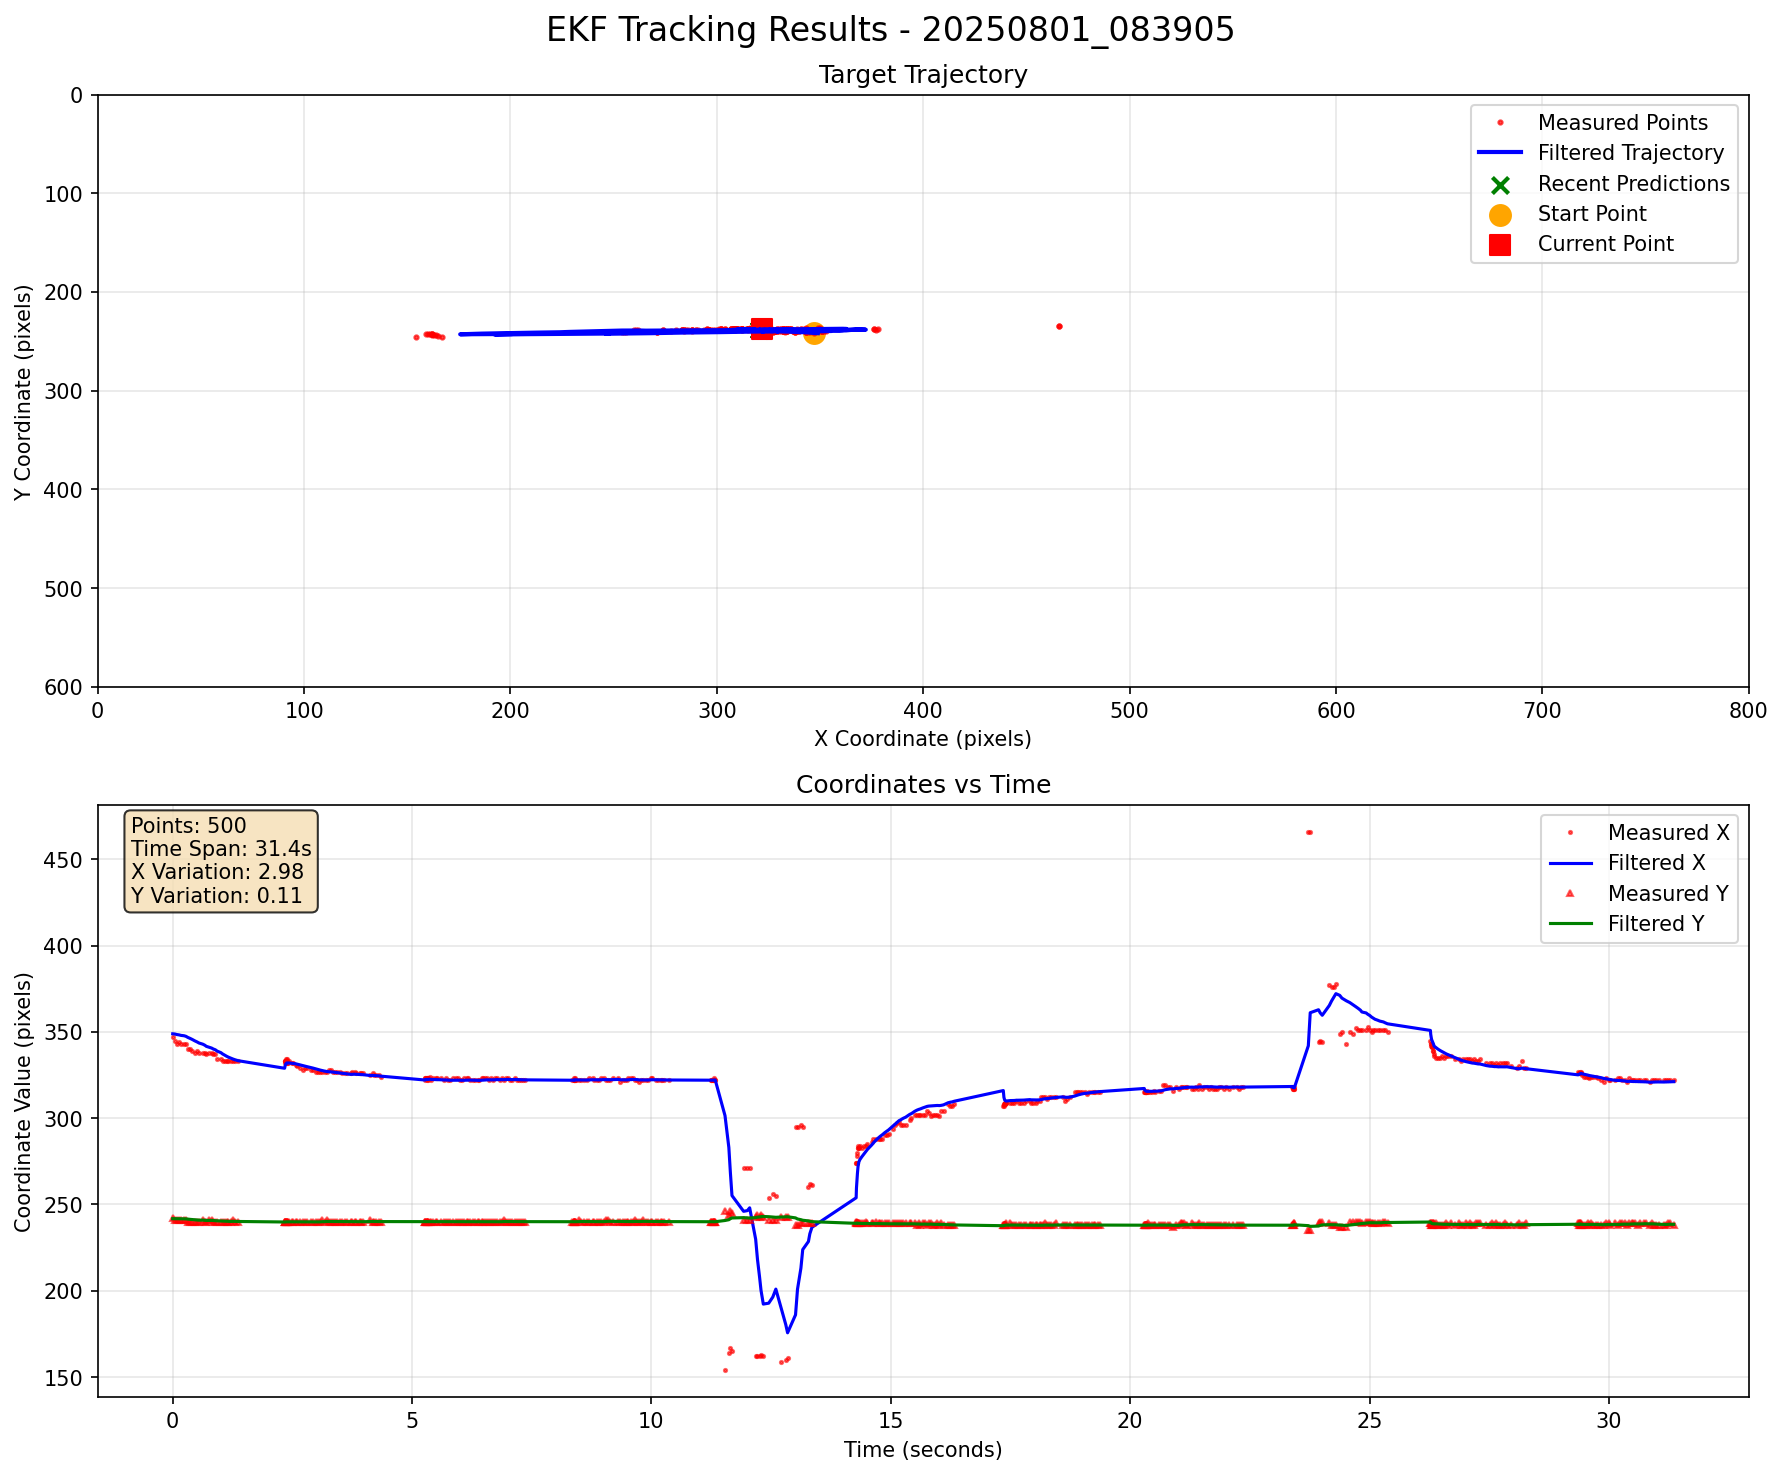 EKF Tracking Results - 20250801_083905
Target Trajectory
0
100
200
300
400
500
600
Y Coordinate (pixels)
Measured Points
Filtered Trajectory
Recent Predictions
Start Point
Current Point
0 100 200 300 400 500 600 700 800
X Coordinate (pixels)
Coordinates vs Time
450
400
350
300
250
200
150
Coordinate Value (pixels)
Points: 500
Time Span: 31.4s
X Variation: 2.98
Y Variation: 0.11
Measured X
Filtered X
Measured Y
Filtered Y
0 5 10 15 20 25 30
Time (seconds)